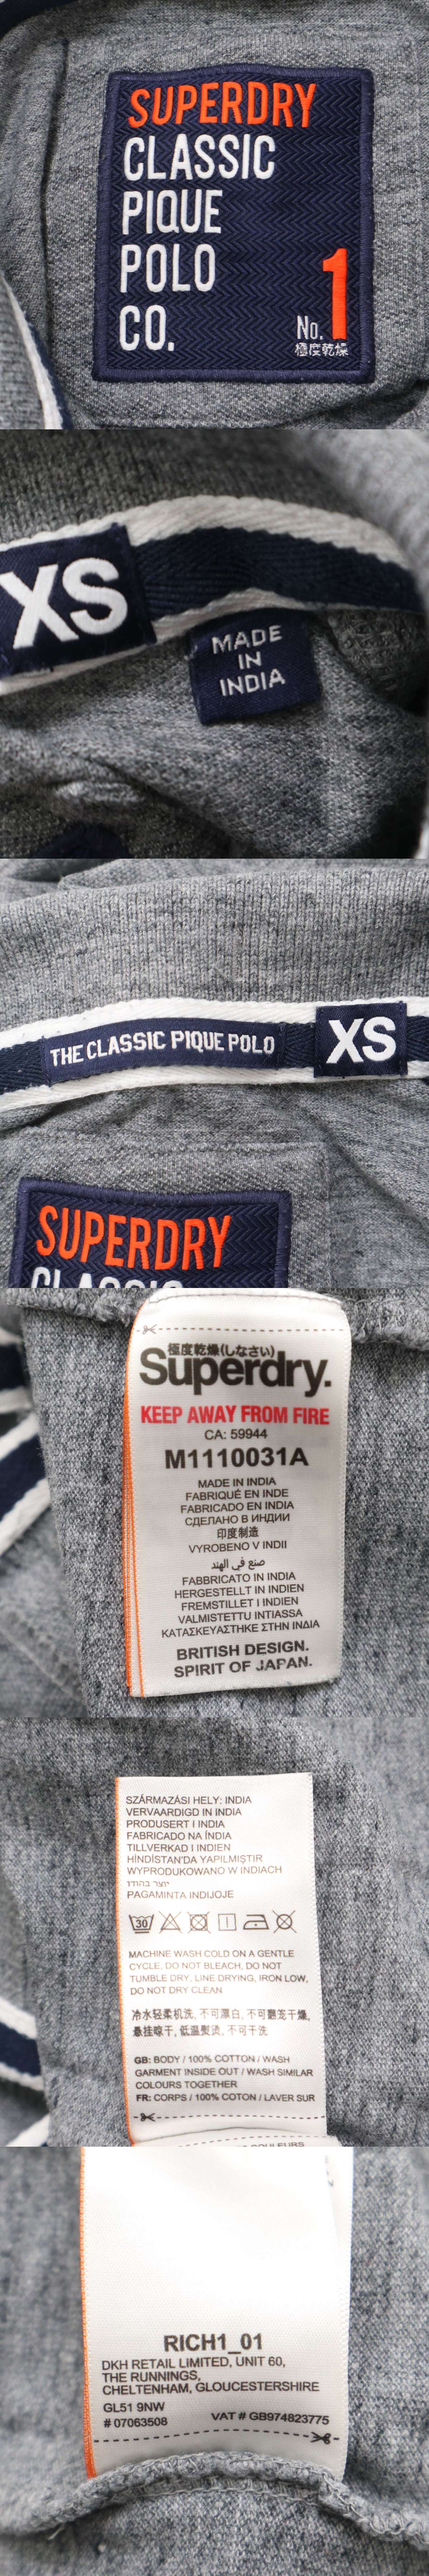 SUPERDRY
CLASSIC
PIQUE
POLO
CO.
No. 1
極度乾燥
XS
MADE
IN
INDIA
THE CLASSIC PIQUE POLO
XS
SUPERDRY
CLASSIC
極度乾燥(しなさい)
Superdry.
KEEP AWAY FROM FIRE
CA: 59944
M1110031A
MADE IN INDIA
FABRIQUÉ EN INDE
FABRICADO EN INDIA
СДЕЛАНО В ИНДИИ
印度制造
VYROBENO V INDII
صنع في الهند
FABBRICATO IN INDIA
HERGESTELLT IN INDIEN
FREMSTILLET I INDIEN
VALMISTETTU INTIASSA
ΚΑΤΑΣΚΕΥΑΣΤΗΚΕ ΣΤΗΝ ΙΝΔΙΑ
BRITISH DESIGN.
SPIRIT OF JAPAN.
SZÁRMAZÁSI HELY: INDIA
VERVAARDIGD IN INDIA
PRODUSERT I INDIA
FABRICADO NA ÍNDIA
TILLVERKAD I INDIEN
HİNDİSTAN'DA YAPILMIŞTIR
WYPRODUKOWANO W INDIACH
יוצר בהודו
PAGAMINTA INDIJOJE
30
MACHINE WASH COLD ON A GENTLE
CYCLE, DO NOT BLEACH, DO NOT
TUMBLE DRY, LINE DRYING, IRON LOW,
DO NOT DRY CLEAN
冷水轻柔机洗, 不可漂白, 不可翻笼干燥,
悬挂晾干, 低温熨烫, 不可干洗
GB: BODY / 100% COTTON / WASH
GARMENT INSIDE OUT / WASH SIMILAR
COLOURS TOGETHER
FR: CORPS / 100% COTON / LAVER SUR
COULEURS
RICH1_01
DKH RETAIL LIMITED, UNIT 60,
THE RUNNINGS,
CHELTENHAM, GLOUCESTERSHIRE
GL51 9NW
# 07063508 VAT # GB974823775